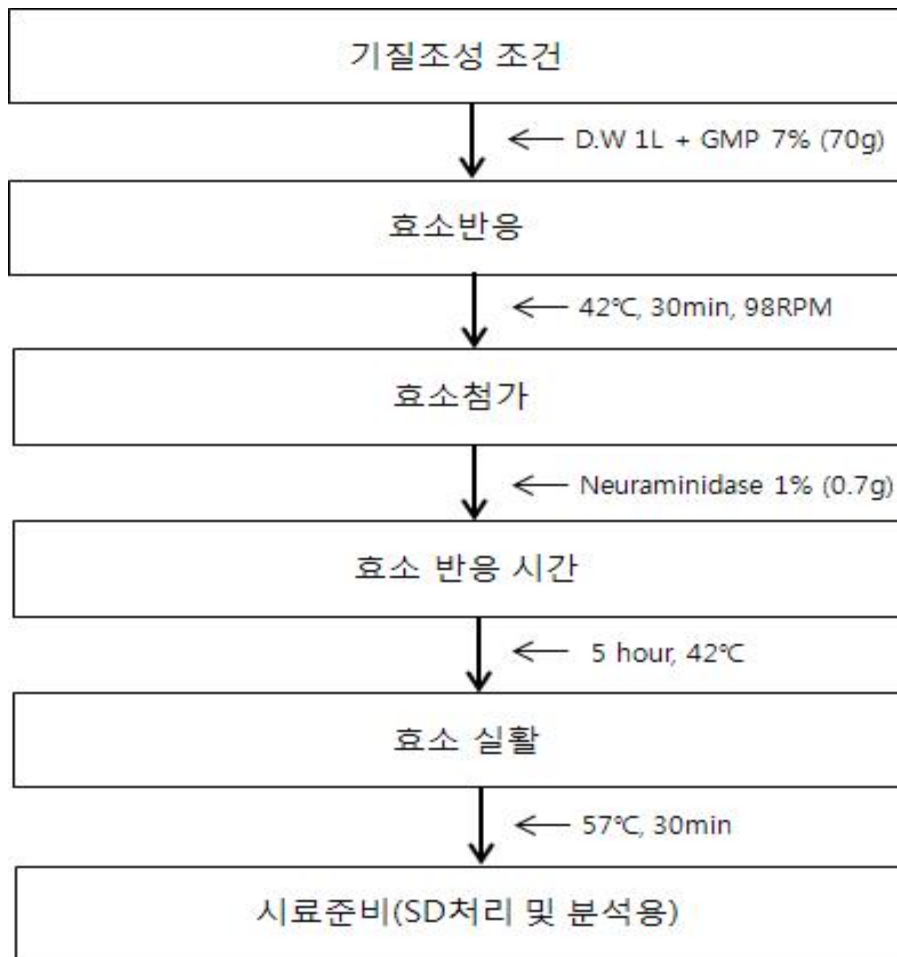 기질조성 조건
D.W 1L + GMP 7% (70g)
효소반응
42℃, 30min, 98RPM
효소첨가
Neuraminidase 1% (0.7g)
효소 반응 시간
5 hour, 42℃
효소 실활
57℃, 30min
시료준비(SD처리 및 분석용)